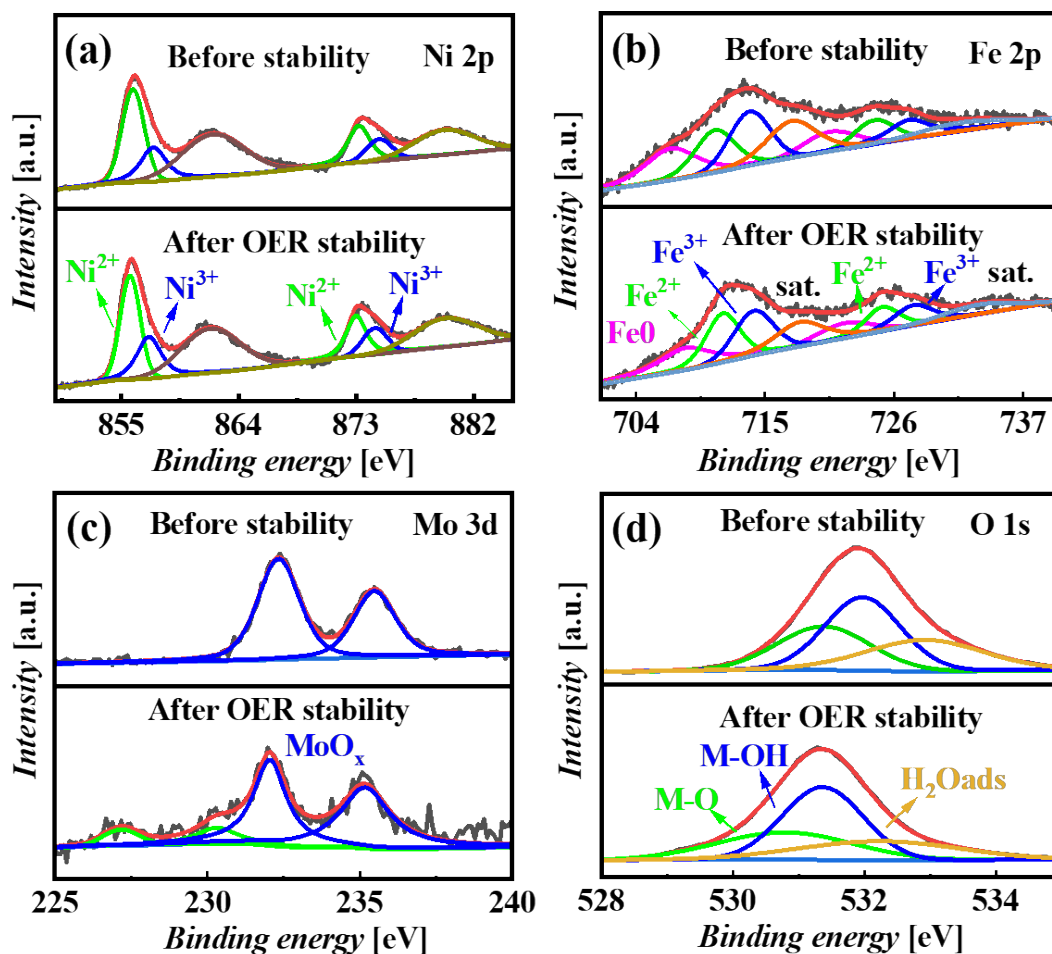 (a)
Before stability
Ni 2p
Intensity [a.u.]
After OER stability
Ni²⁺
Ni³⁺
Ni²⁺
Ni³⁺
855 864 873 882
Binding energy [eV]
(b)
Before stability
Fe 2p
Intensity [a.u.]
After OER stability
Fe³⁺
sat.
Fe²⁺
Fe³⁺
sat.
Fe²⁺
Fe0
704 715 726 737
Binding energy [eV]
(c)
Before stability
Mo 3d
Intensity [a.u.]
After OER stability
MoOₓ
225 230 235 240
Binding energy [eV]
(d)
Before stability
O 1s
Intensity [a.u.]
After OER stability
M-OH
H₂Oads
M-O
528 530 532 534
Binding energy [eV]